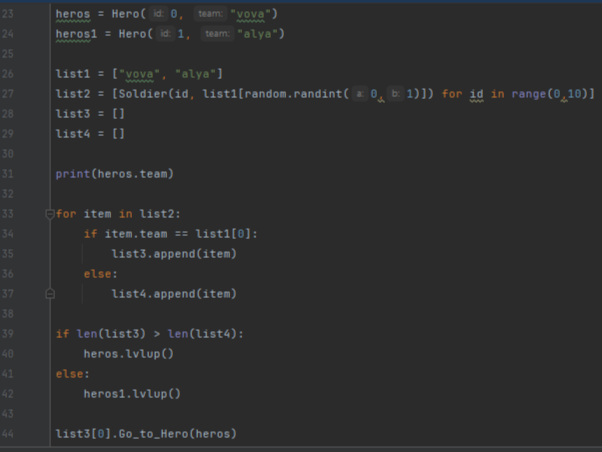 23 heros = Hero( id: 0, team: "vova")
24 heros1 = Hero( id: 1, team: "alya")
25
26 list1 = ["vova", "alya"]
27 list2 = [Soldier(id, list1[random.randint( a: 0, b: 1)]) for id in range(0,10)]
28 list3 = []
29 list4 = []
30
31 print(heros.team)
32
33 for item in list2:
34     if item.team == list1[0]:
35         list3.append(item)
36     else:
37         list4.append(item)
38
39 if len(list3) > len(list4):
40     heros.lvlup()
41 else:
42     heros1.lvlup()
43
44 list3[0].Go_to_Hero(heros)